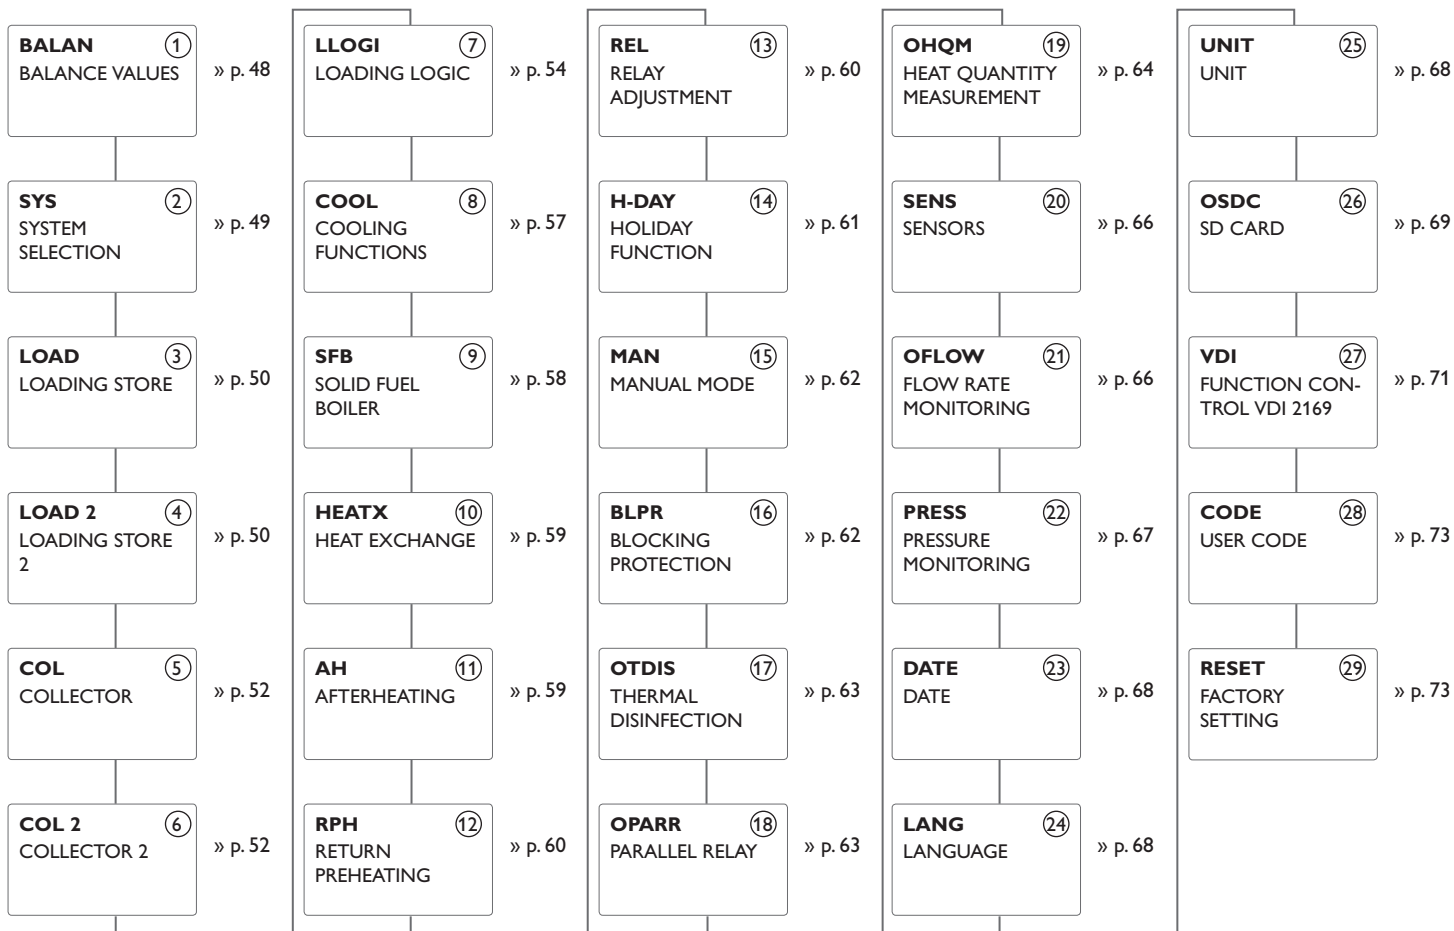 BALAN 1
BALANCE VALUES
» p. 48
SYS 2
SYSTEM
SELECTION
» p. 49
LOAD 3
LOADING STORE
» p. 50
LOAD 2 4
LOADING STORE
2
» p. 50
COL 5
COLLECTOR
» p. 52
COL 2 6
COLLECTOR 2
» p. 52
LLOGI 7
LOADING LOGIC
» p. 54
COOL 8
COOLING
FUNCTIONS
» p. 57
SFB 9
SOLID FUEL
BOILER
» p. 58
HEATX 10
HEAT EXCHANGE
» p. 59
AH 11
AFTERHEATING
» p. 59
RPH 12
RETURN
PREHEATING
» p. 60
REL 13
RELAY
ADJUSTMENT
» p. 60
H-DAY 14
HOLIDAY
FUNCTION
» p. 61
MAN 15
MANUAL MODE
» p. 62
BLPR 16
BLOCKING
PROTECTION
» p. 62
OTDIS 17
THERMAL
DISINFECTION
» p. 63
OPARR 18
PARALLEL RELAY
» p. 63
OHQM 19
HEAT QUANTITY
MEASUREMENT
» p. 64
SENS 20
SENSORS
» p. 66
OFLOW 21
FLOW RATE
MONITORING
» p. 66
PRESS 22
PRESSURE
MONITORING
» p. 67
DATE 23
DATE
» p. 68
LANG 24
LANGUAGE
» p. 68
UNIT 25
UNIT
» p. 68
OSDC 26
SD CARD
» p. 69
VDI 27
FUNCTION CON-
TROL VDI 2169
» p. 71
CODE 28
USER CODE
» p. 73
RESET 29
FACTORY
SETTING
» p. 73